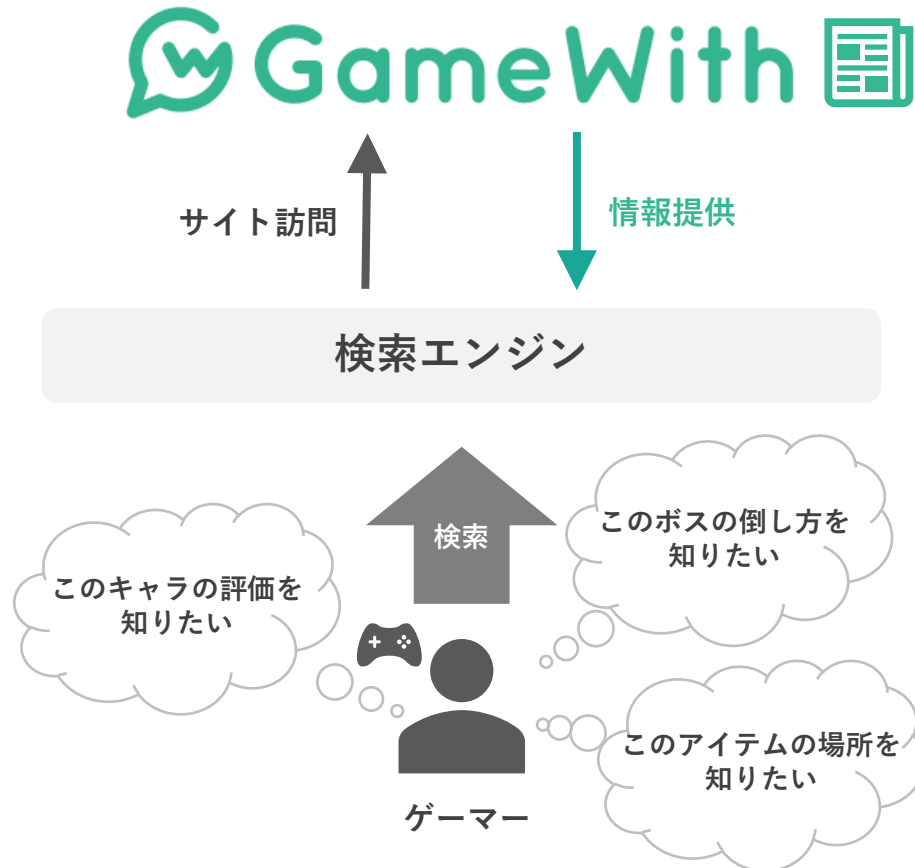 GameWith
サイト訪問
情報提供
検索エンジン
検索
このボスの倒し方を
知りたい
このキャラの評価を
知りたい
このアイテムの場所を
知りたい
ゲーマー